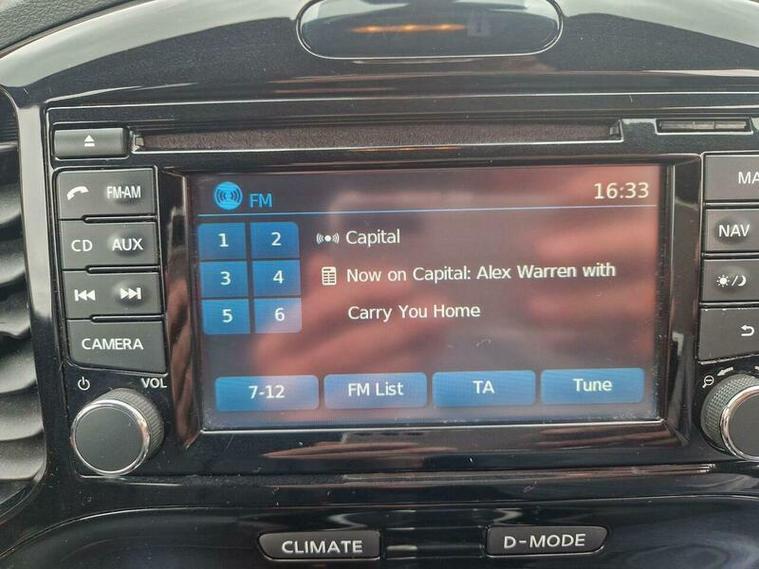 FM
16:33
FM·AM
MA
CD
AUX
NAV
CAMERA
VOL
1
2
3
4
5
6
Capital
Now on Capital: Alex Warren with
Carry You Home
7-12
FM List
TA
Tune
CLIMATE
D-MODE